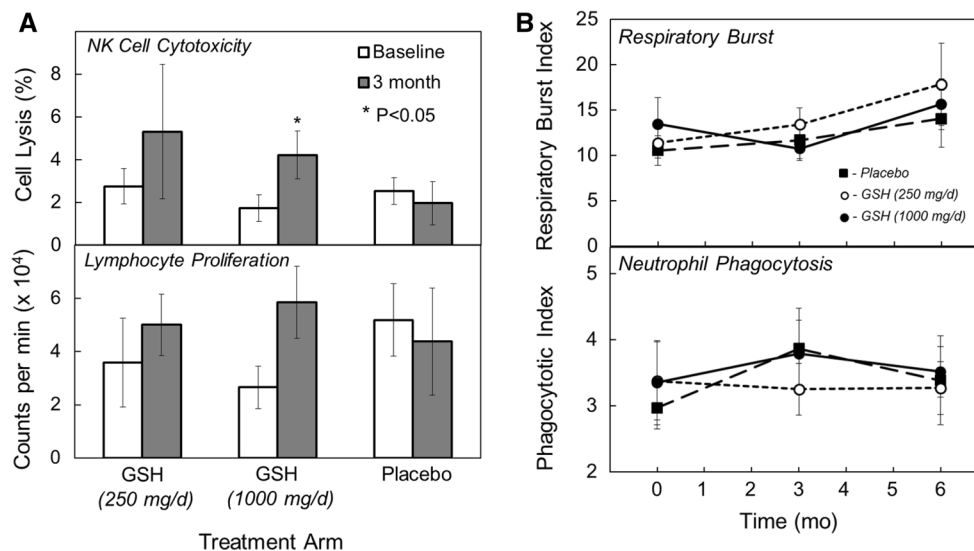 A
NK Cell Cytotoxicity
Baseline
3 month
* P<0.05
*
Cell Lysis (%)
8
6
4
2
0
Lymphocyte Proliferation
Counts per min (x 10⁴)
6
4
2
0
GSH
(250 mg/d)
GSH
(1000 mg/d)
Placebo
Treatment Arm
B
Respiratory Burst
Respiratory Burst Index
25
20
15
10
5
0
- Placebo
- GSH (250 mg/d)
- GSH (1000 mg/d)
Neutrophil Phagocytosis
Phagocytotic Index
5
4
3
2
0 1 2 3 4 5 6
Time (mo)